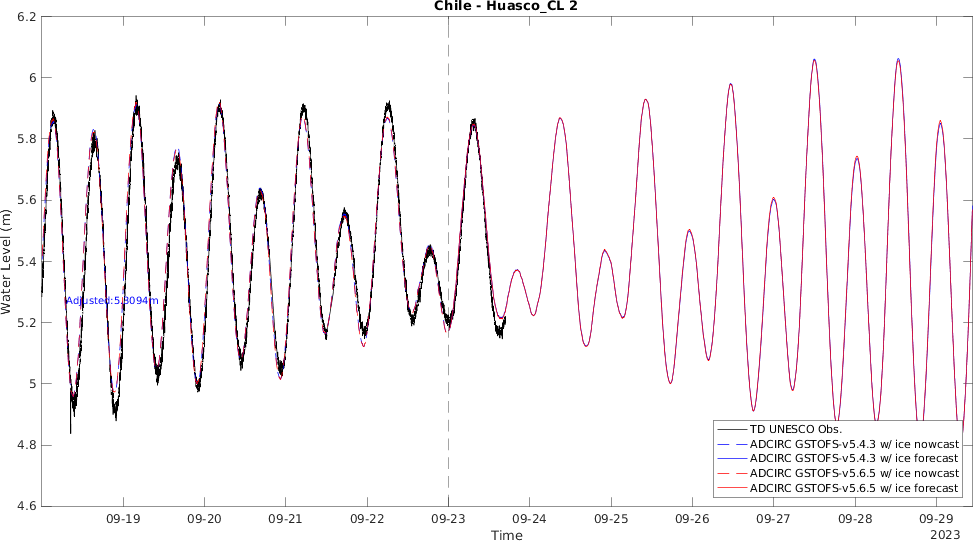 Chile - Huasco_CL 2
6.2
6
5.8
5.6
5.4
5.2
5
4.8
4.6
Water Level (m)
Adjusted:5.3094m
TD UNESCO Obs.
ADCIRC GSTOFS-v5.4.3 w/ ice nowcast
ADCIRC GSTOFS-v5.4.3 w/ ice forecast
ADCIRC GSTOFS-v5.6.5 w/ ice nowcast
ADCIRC GSTOFS-v5.6.5 w/ ice forecast
09-19 09-20 09-21 09-22 09-23 09-24 09-25 09-26 09-27 09-28 09-29
2023
Time